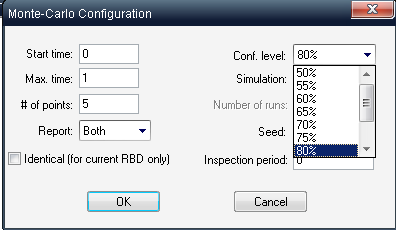 Monte-Carlo Configuration
Start time: 0
Conf. level: 80%
Max. time: 1
Simulation:
50%
55%
60%
65%
70%
75%
80%
# of points: 5
Number of runs:
Report: Both
Seed:
Identical (for current RBD only)
Inspection period: 0
OK
Cancel